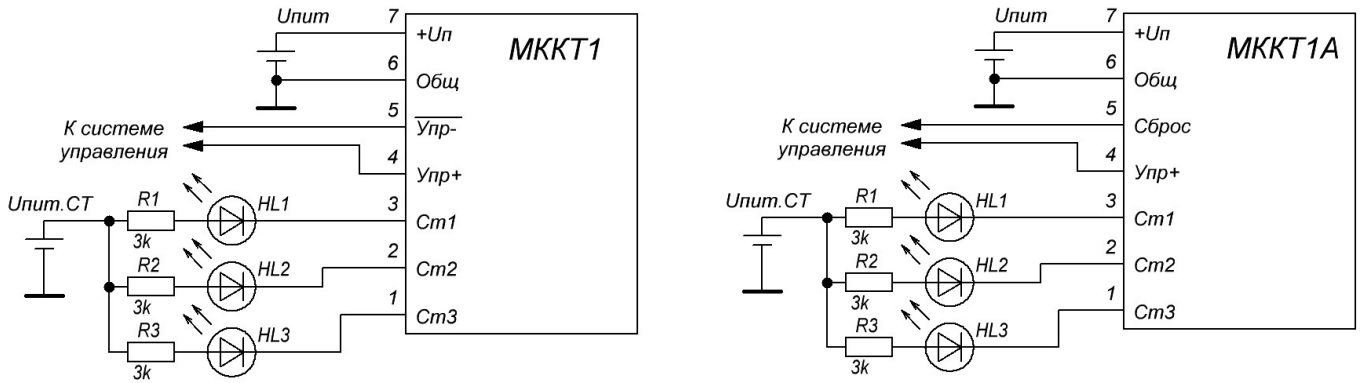 Uпит
7
+Uп
МККТ1
6
Общ
5
Упр-
К системе
управления
4
Упр+
Uпит.СТ
R1
HL1
3
Ст1
3k
2
R2
HL2
Ст2
3k
1
R3
HL3
Ст3
3k
Uпит
7
+Uп
МККТ1А
6
Общ
5
Сброс
К системе
управления
4
Упр+
Uпит.СТ
R1
HL1
3
Ст1
3k
2
R2
HL2
Ст2
3k
1
R3
HL3
Ст3
3k